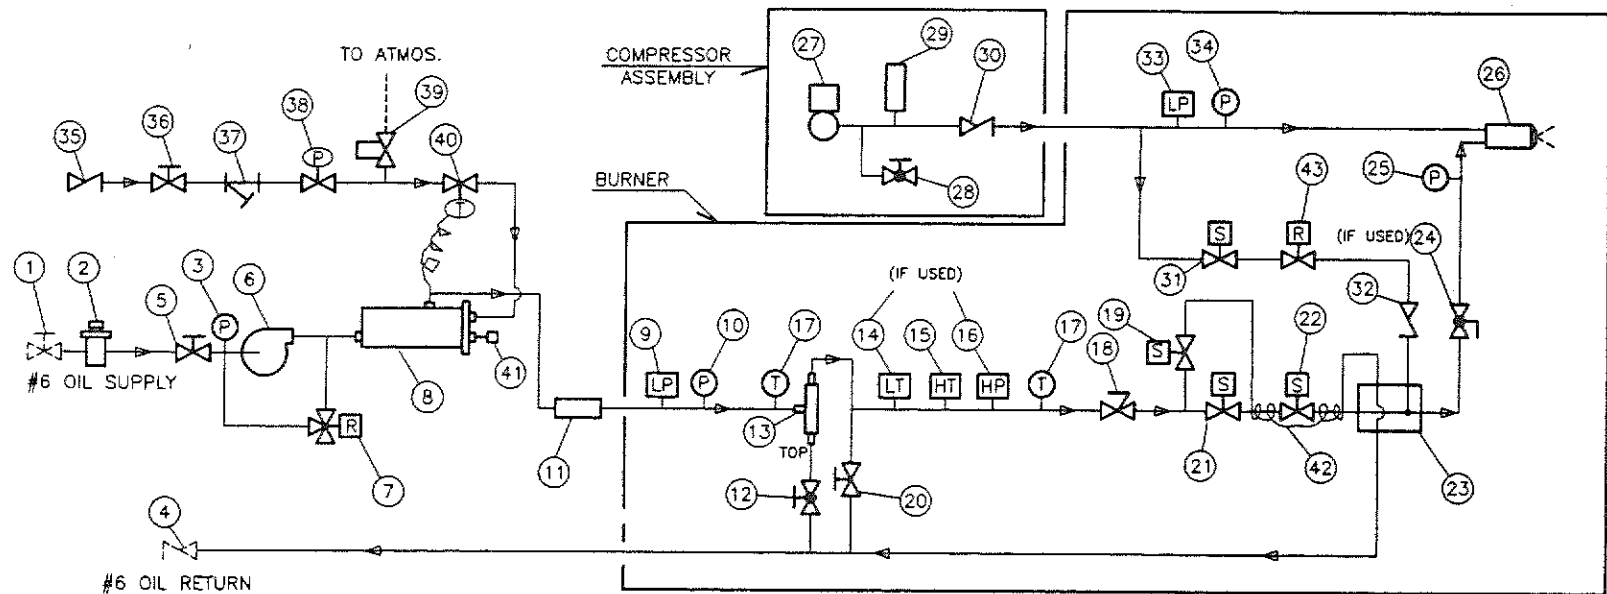 TO ATMOS.
COMPRESSOR
ASSEMBLY
27
29
30
33
34
26
LP
P
38
39
36
37
35
40
P
T
28
25
P
BURNER
43
S
R
(IF USED)
24
31
32
1
2
3
5
6
P
#6 OIL SUPPLY
R
7
8
41
(IF USED)
9
10
17
14
15
16
17
18
19
22
LP
P
T
LT
HT
HP
T
S
S
S
11
13
TOP
12
20
21
42
23
4
#6 OIL RETURN